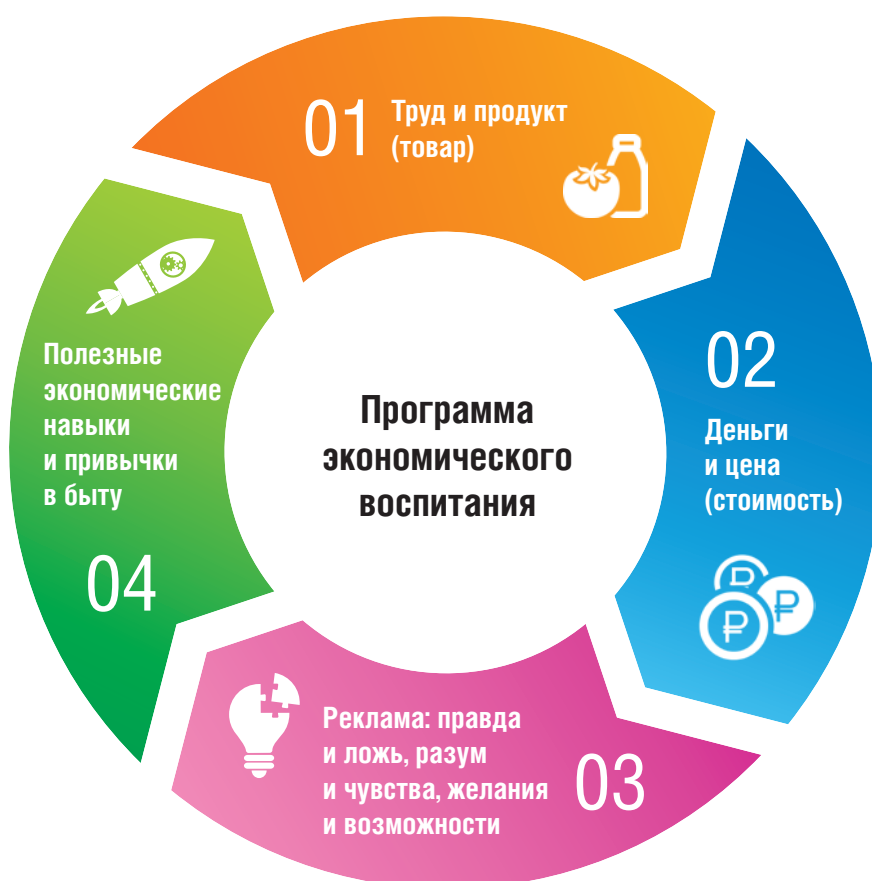 01
Труд и продукт
(товар)
02
Деньги
и цена
(стоимость)
Реклама: правда
и ложь, разум
и чувства, желания
и возможности
03
Полезные
экономические
навыки
и привычки
в быту
04
Программа
экономического
воспитания